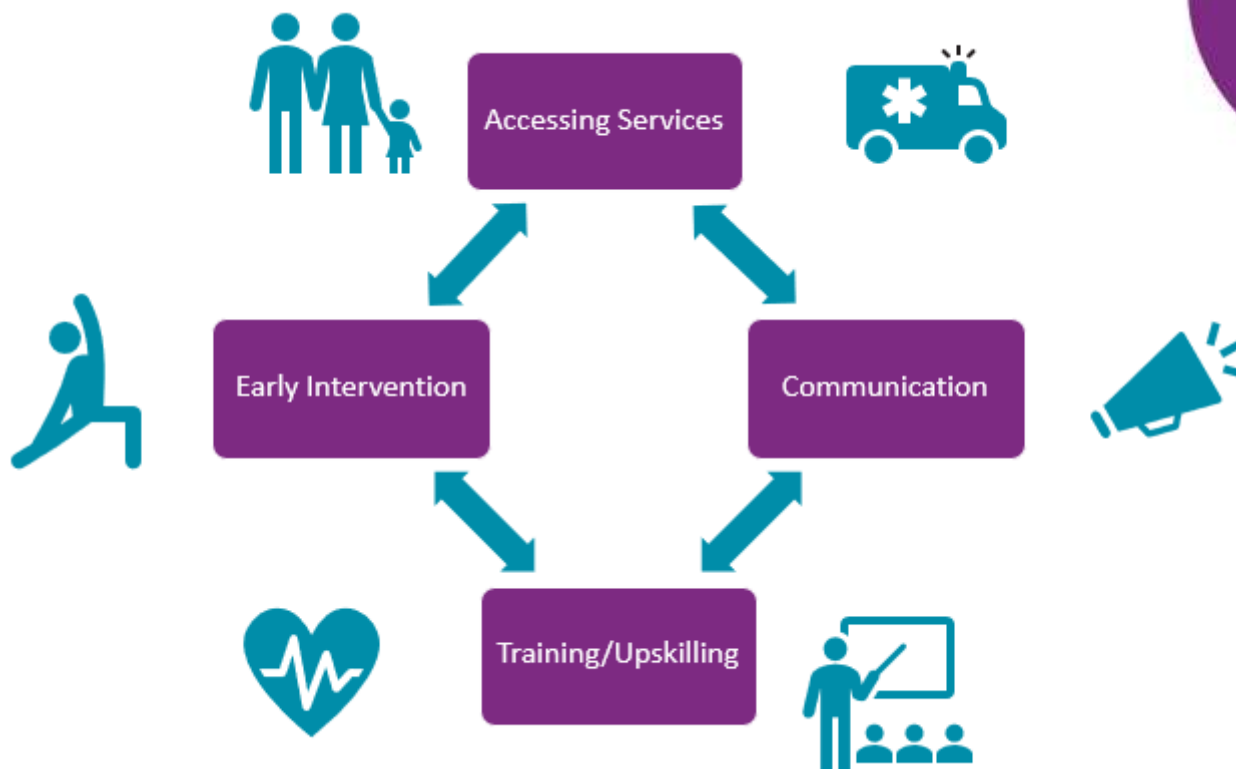 Accessing Services
Early Intervention
Communication
Training/Upskilling